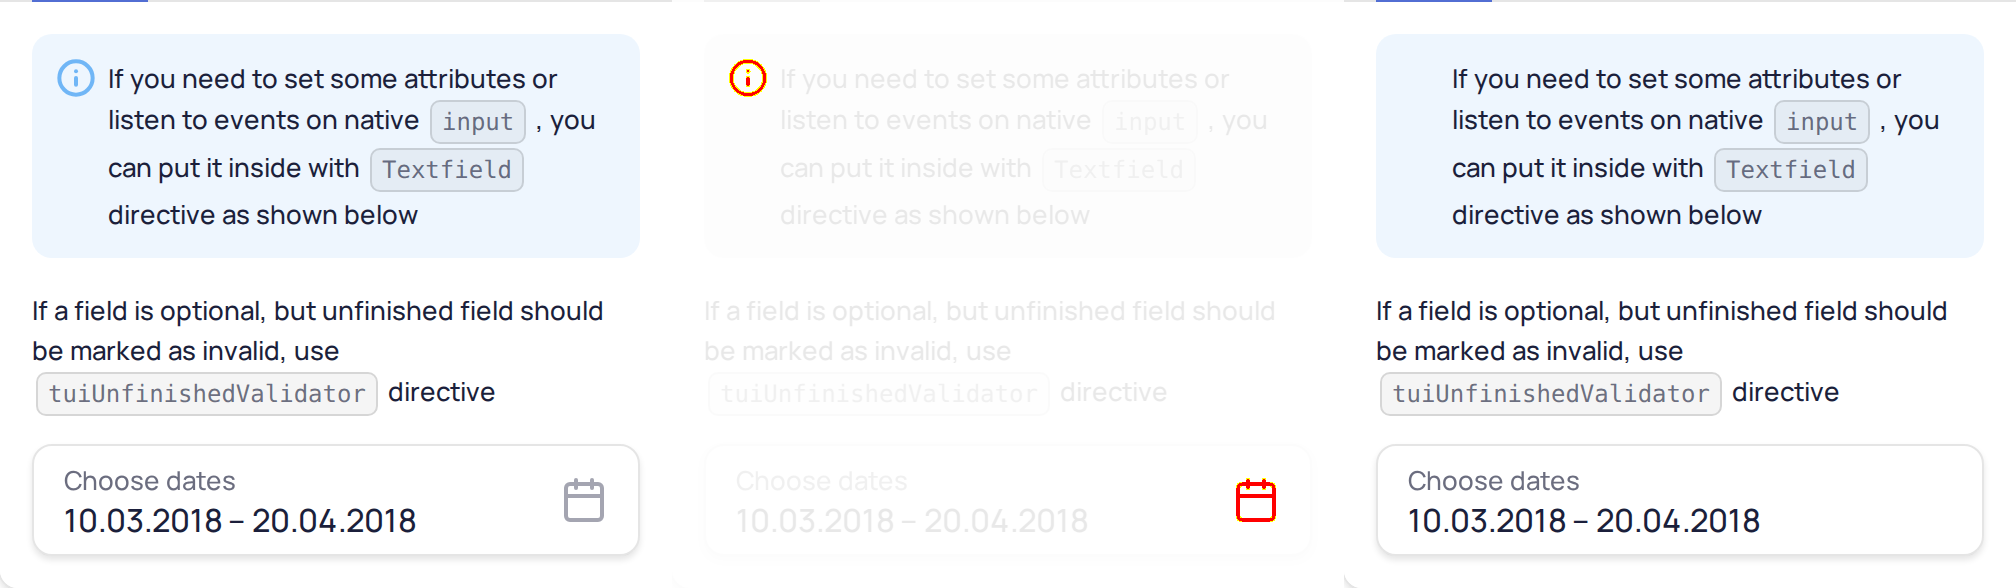 If you need to set some attributes or
listen to events on native input , you
can put it inside with Textfield
directive as shown below
If a field is optional, but unfinished field should
be marked as invalid, use
tuiUnfinishedValidator directive
Choose dates
10.03.2018 – 20.04.2018
If you need to set some attributes or
listen to events on native input , you
can put it inside with Textfield
directive as shown below
If a field is optional, but unfinished field should
be marked as invalid, use
tuiUnfinishedValidator directive
Choose dates
10.03.2018 – 20.04.2018
If you need to set some attributes or
listen to events on native input , you
can put it inside with Textfield
directive as shown below
If a field is optional, but unfinished field should
be marked as invalid, use
tuiUnfinishedValidator directive
Choose dates
10.03.2018 – 20.04.2018